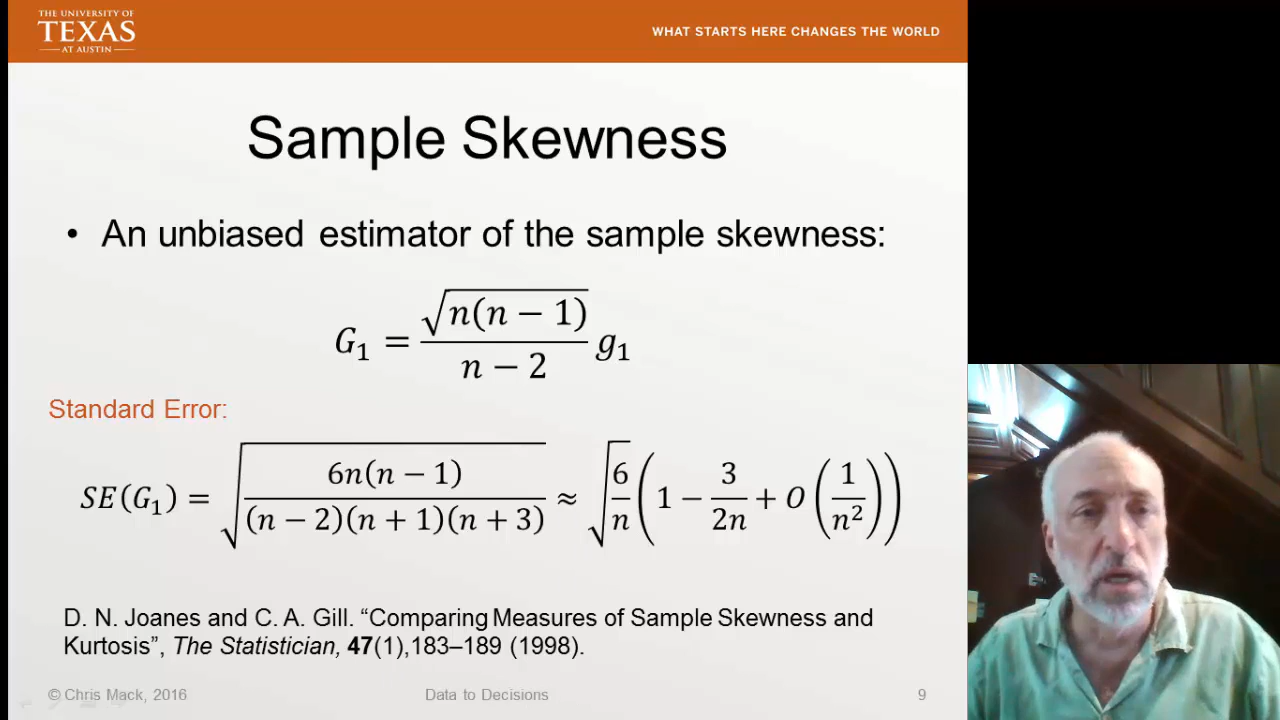 THE UNIVERSITY OF
TEXAS
AT AUSTIN
WHAT STARTS HERE CHANGES THE WORLD
Sample Skewness
• An unbiased estimator of the sample skewness:
G₁ = √(n(n − 1)) / (n − 2) g₁
Standard Error:
SE(G₁) = √(6n(n − 1) / ((n − 2)(n + 1)(n + 3))) ≈ √(6/n) (1 − 3/(2n) + O(1/n²))
D. N. Joanes and C. A. Gill. “Comparing Measures of Sample Skewness and
Kurtosis”, The Statistician, 47(1),183–189 (1998).
© Chris Mack, 2016
Data to Decisions
9